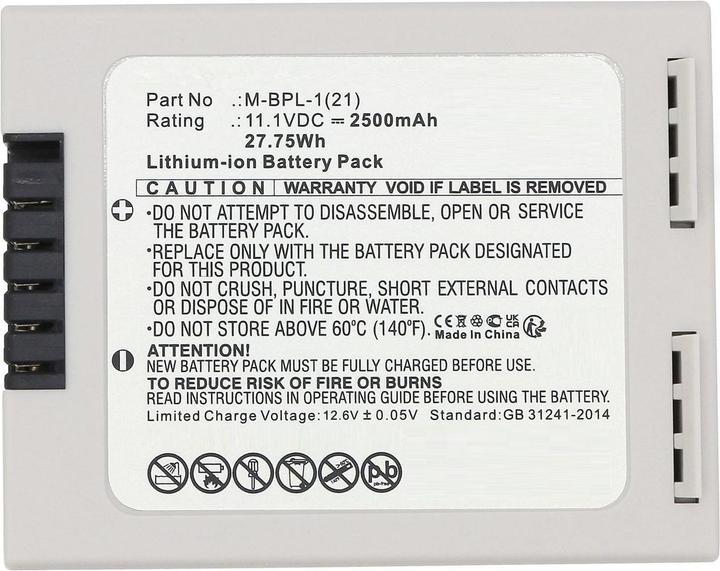 Part No .: M-BPL-1(21)
Rating .: 11.1VDC ⎓ 2500mAh
27.75Wh
Lithium-ion Battery Pack
CAUTION WARRANTY VOID IF LABEL IS REMOVED
•DO NOT ATTEMPT TO DISASSEMBLE, OPEN OR SERVICE
THE BATTERY PACK.
•REPLACE ONLY WITH THE BATTERY PACK DESIGNATED
FOR THIS PRODUCT.
•DO NOT CRUSH, PUNCTURE, SHORT EXTERNAL CONTACTS
OR DISPOSE OF IN FIRE OR WATER.
•DO NOT STORE ABOVE 60°C (140°F).
CE UKCA
Made in China
ATTENTION!
NEW BATTERY PACK MUST BE FULLY CHARGED BEFORE USE.
TO REDUCE RISK OF FIRE OR BURNS
READ INSTRUCTIONS IN OPERATING GUIDE BEFORE USING THE BATTERY.
Limited Charge Voltage: 12.6V ± 0.05V Standard: GB 31241-2014
pb